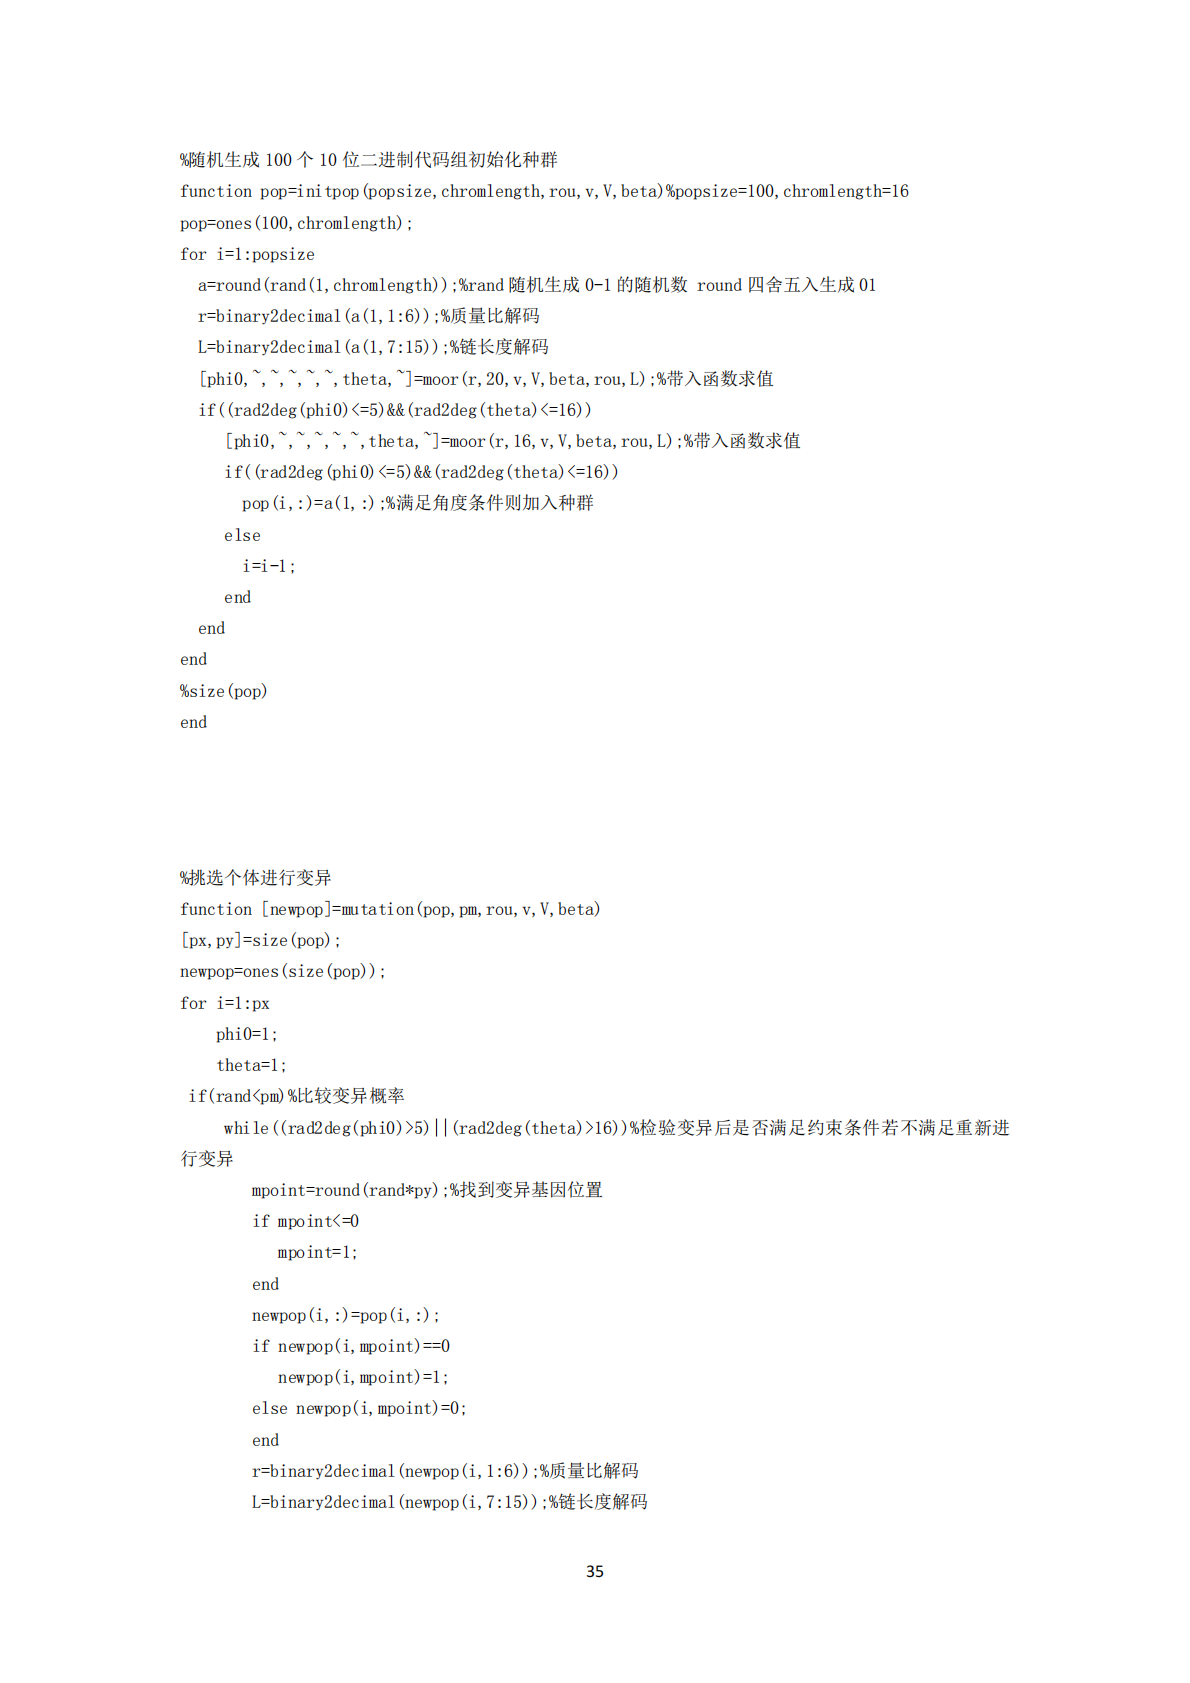 %随机生成 100 个 10 位二进制代码组初始化种群
function pop=initpop(popsize,chromlength,rou,v,V,beta)%popsize=100,chromlength=16
pop=ones(100,chromlength);
for i=1:popsize
  a=round(rand(1,chromlength));%rand 随机生成 0-1 的随机数 round 四舍五入生成 01
  r=binary2decimal(a(1,1:6));%质量比解码
  L=binary2decimal(a(1,7:15));%链长度解码
  [phi0,~,~,~,~,~,theta,~]=moor(r,20,v,V,beta,rou,L);%带入函数求值
  if((rad2deg(phi0)<=5)&&(rad2deg(theta)<=16))
     [phi0,~,~,~,~,~,theta,~]=moor(r,16,v,V,beta,rou,L);%带入函数求值
     if((rad2deg(phi0)<=5)&&(rad2deg(theta)<=16))
       pop(i,:)=a(1,:);%满足角度条件则加入种群
     else
       i=i-1;
     end
  end
end
%size(pop)
end
%挑选个体进行变异
function [newpop]=mutation(pop,pm,rou,v,V,beta)
[px,py]=size(pop);
newpop=ones(size(pop));
for i=1:px
    phi0=1;
    theta=1;
 if(rand<pm)%比较变异概率
     while((rad2deg(phi0)>5)||(rad2deg(theta)>16))%检验变异后是否满足约束条件若不满足重新进
行变异
        mpoint=round(rand*py);%找到变异基因位置
        if mpoint<=0
           mpoint=1;
        end
        newpop(i,:)=pop(i,:);
        if newpop(i,mpoint)==0
           newpop(i,mpoint)=1;
        else newpop(i,mpoint)=0;
        end
        r=binary2decimal(newpop(i,1:6));%质量比解码
        L=binary2decimal(newpop(i,7:15));%链长度解码
35